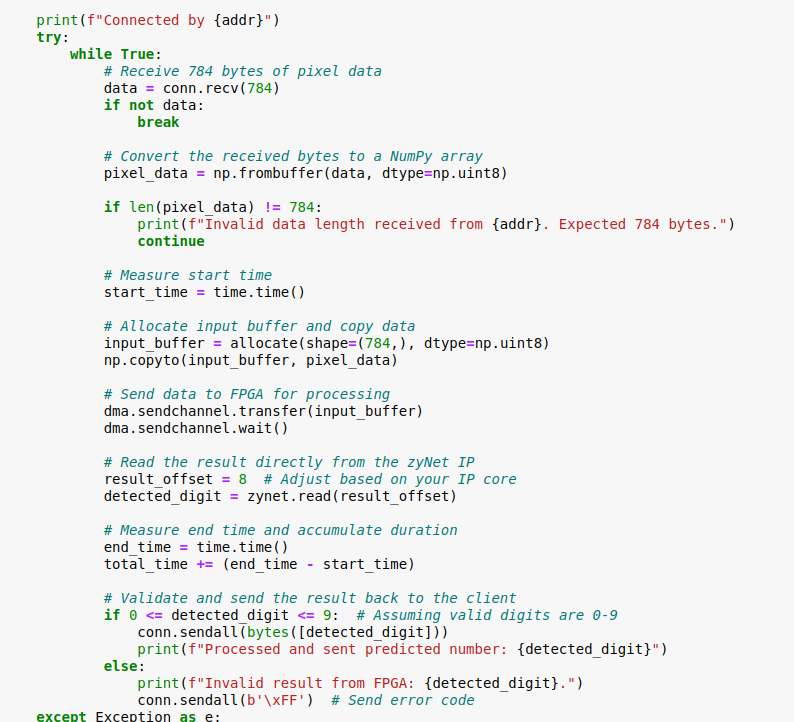 print(f"Connected by {addr}")
try:
    while True:
        # Receive 784 bytes of pixel data
        data = conn.recv(784)
        if not data:
            break

        # Convert the received bytes to a NumPy array
        pixel_data = np.frombuffer(data, dtype=np.uint8)

        if len(pixel_data) != 784:
            print(f"Invalid data length received from {addr}. Expected 784 bytes.")
            continue

        # Measure start time
        start_time = time.time()

        # Allocate input buffer and copy data
        input_buffer = allocate(shape=(784,), dtype=np.uint8)
        np.copyto(input_buffer, pixel_data)

        # Send data to FPGA for processing
        dma.sendchannel.transfer(input_buffer)
        dma.sendchannel.wait()

        # Read the result directly from the zyNet IP
        result_offset = 8  # Adjust based on your IP core
        detected_digit = zynet.read(result_offset)

        # Measure end time and accumulate duration
        end_time = time.time()
        total_time += (end_time - start_time)

        # Validate and send the result back to the client
        if 0 <= detected_digit <= 9:  # Assuming valid digits are 0-9
            conn.sendall(bytes([detected_digit]))
            print(f"Processed and sent predicted number: {detected_digit}")
        else:
            print(f"Invalid result from FPGA: {detected_digit}.")
            conn.sendall(b'\xFF')  # Send error code
except Exception as e: